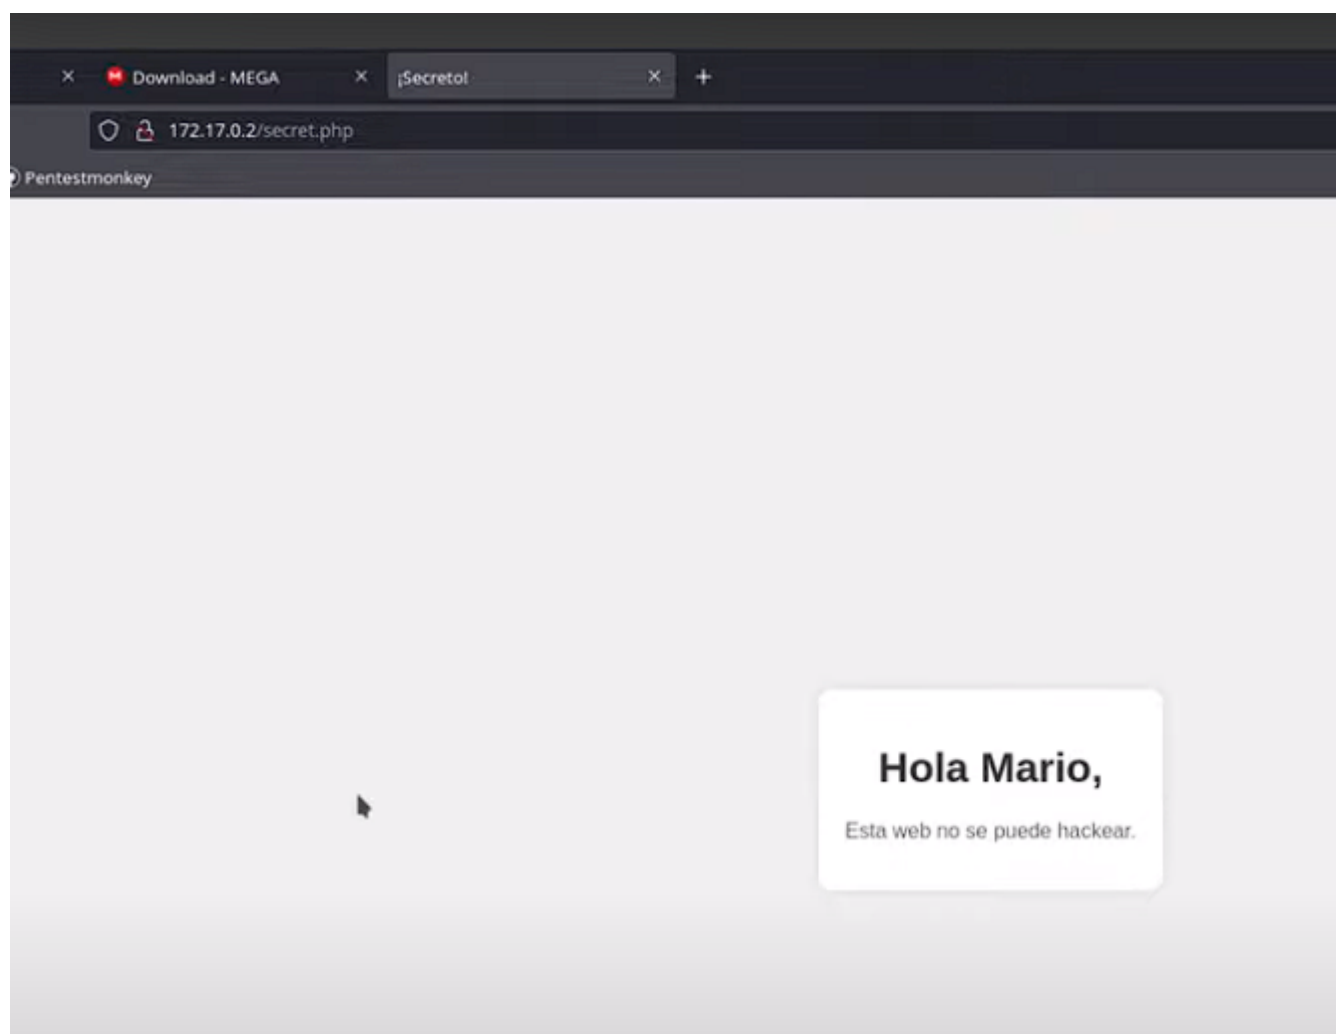 Download - MEGA
¡Secreto!
172.17.0.2/secret.php
Pentestmonkey
Hola Mario,
Esta web no se puede hackear.